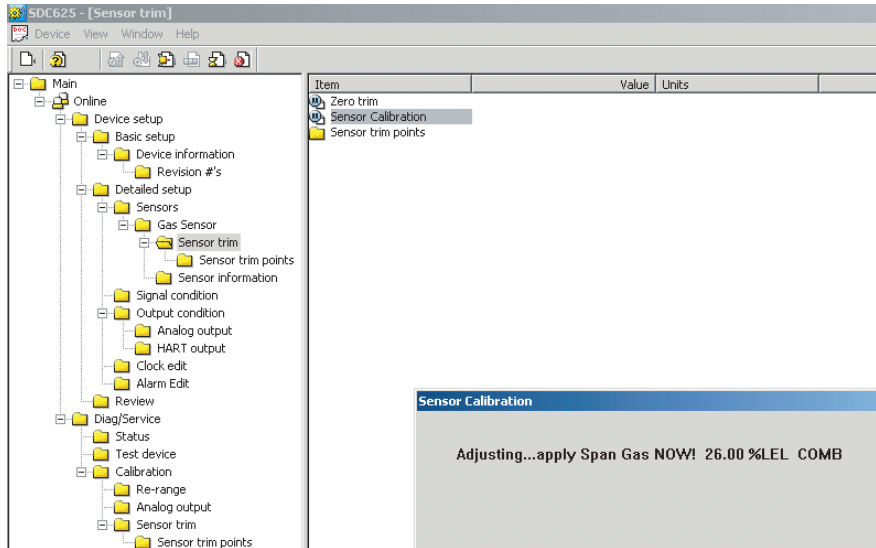 SDC625 - [Sensor trim]
Device View Window Help
Main
Online
Device setup
Basic setup
Device information
Revision #'s
Detailed setup
Sensors
Gas Sensor
Sensor trim
Sensor trim points
Sensor information
Signal condition
Output condition
Analog output
HART output
Clock edit
Alarm Edit
Review
Diag/Service
Status
Test device
Calibration
Re-range
Analog output
Sensor trim
Sensor trim points
Item Value Units
Zero trim
Sensor Calibration
Sensor trim points
Sensor Calibration
Adjusting...apply Span Gas NOW! 26.00 %LEL COMB